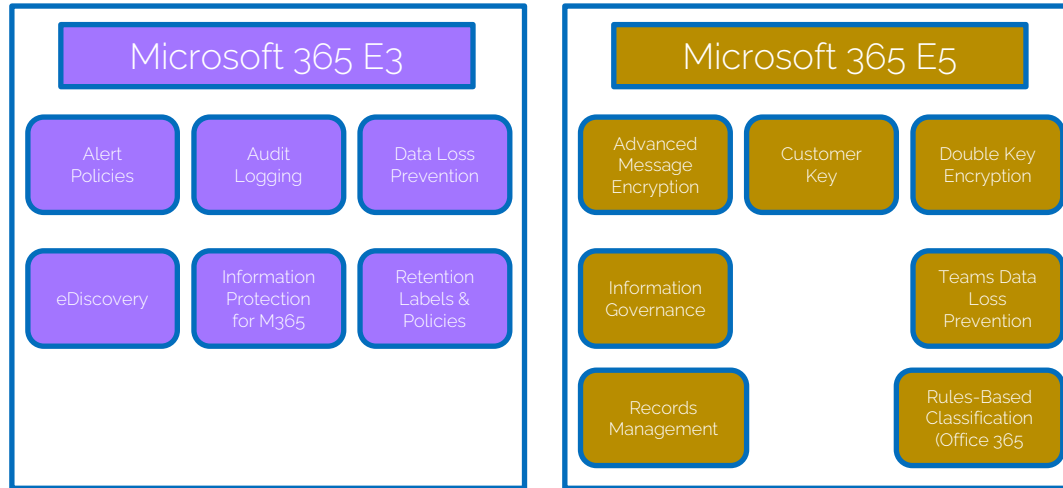 Microsoft 365 E3
Alert
Policies
Audit
Logging
Data Loss
Prevention
eDiscovery
Information
Protection
for M365
Retention
Labels &
Policies
Microsoft 365 E5
Advanced
Message
Encryption
Customer
Key
Double Key
Encryption
Information
Governance
Teams Data
Loss
Prevention
Records
Management
Rules-Based
Classification
(Office 365